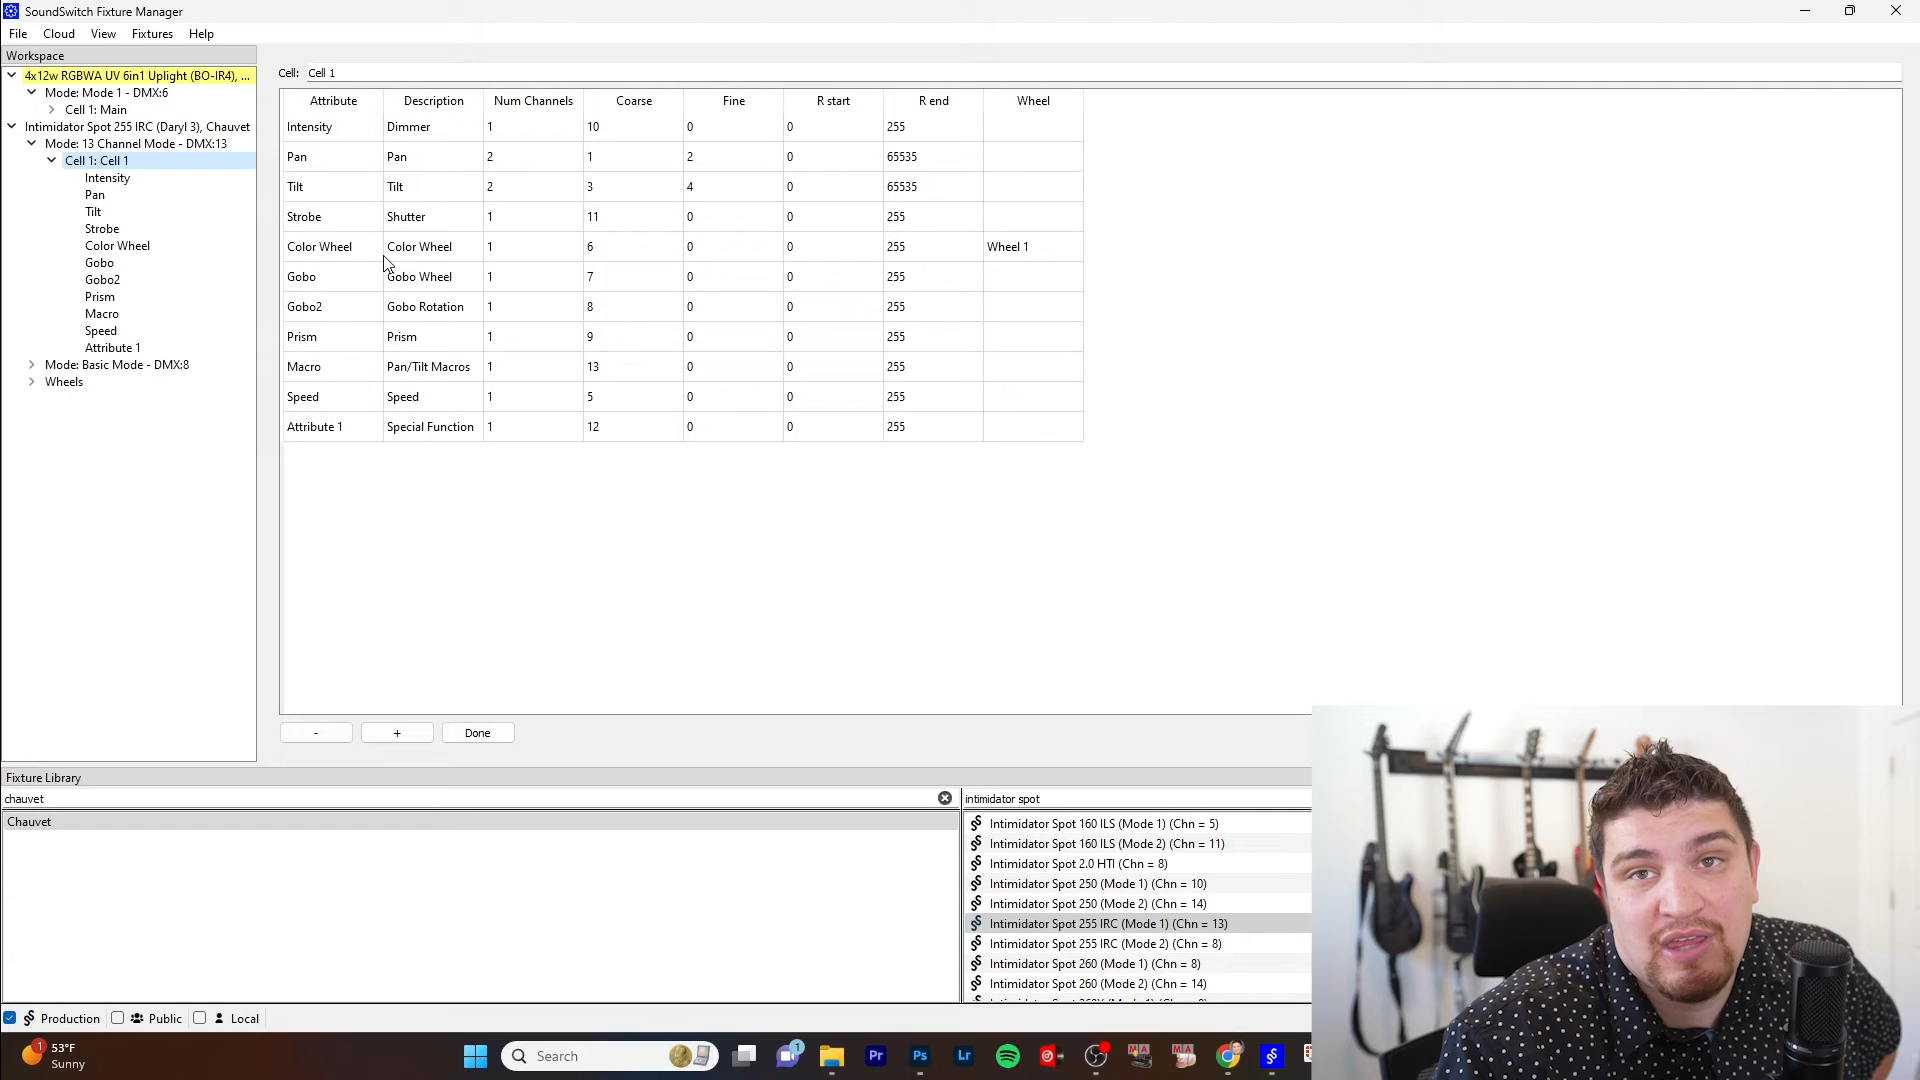 SoundSwitch Fixture Manager
File Cloud View Fixtures Help
Workspace
4x12w RGBWA UV 6in1 Uplight (BO-IR4), ...
Mode: Mode 1 - DMX:6
Cell 1: Main
Intimidator Spot 255 IRC (Daryl 3), Chauvet
Mode: 13 Channel Mode - DMX:13
Cell 1: Cell 1
Intensity
Pan
Tilt
Strobe
Color Wheel
Gobo
Gobo2
Prism
Macro
Speed
Attribute 1
Mode: Basic Mode - DMX:8
Wheels
Cell: Cell 1
Attribute Description Num Channels Coarse Fine R start R end Wheel
Intensity Dimmer 1 10 0 0 255
Pan Pan 2 1 2 0 65535
Tilt Tilt 2 3 4 0 65535
Strobe Shutter 1 11 0 0 255
Color Wheel Color Wheel 1 6 0 0 255 Wheel 1
Gobo Gobo Wheel 1 7 0 0 255
Gobo2 Gobo Rotation 1 8 0 0 255
Prism Prism 1 9 0 0 255
Macro Pan/Tilt Macros 1 13 0 0 255
Speed Speed 1 5 0 0 255
Attribute 1 Special Function 1 12 0 0 255
- + Done
Fixture Library
chauvet
Chauvet
intimidator spot
Intimidator Spot 160 ILS (Mode 1) (Chn = 5)
Intimidator Spot 160 ILS (Mode 2) (Chn = 11)
Intimidator Spot 2.0 HTI (Chn = 8)
Intimidator Spot 250 (Mode 1) (Chn = 10)
Intimidator Spot 250 (Mode 2) (Chn = 14)
Intimidator Spot 255 IRC (Mode 1) (Chn = 13)
Intimidator Spot 255 IRC (Mode 2) (Chn = 8)
Intimidator Spot 260 (Mode 1) (Chn = 8)
Intimidator Spot 260 (Mode 2) (Chn = 14)
Production Public Local
1 53°F
Sunny
Search
1
Pr Ps Lr
MA MA